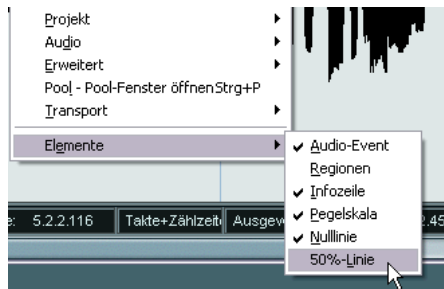 Projekt
Audio
Erweitert
Pool - Pool-Fenster öffnen Strg+P
Transport
Elemente
Audio-Event
Regionen
Infozeile
Pegelskala
Nulllinie
50%-Linie
5.2.2.116 Takte+Zählzeit